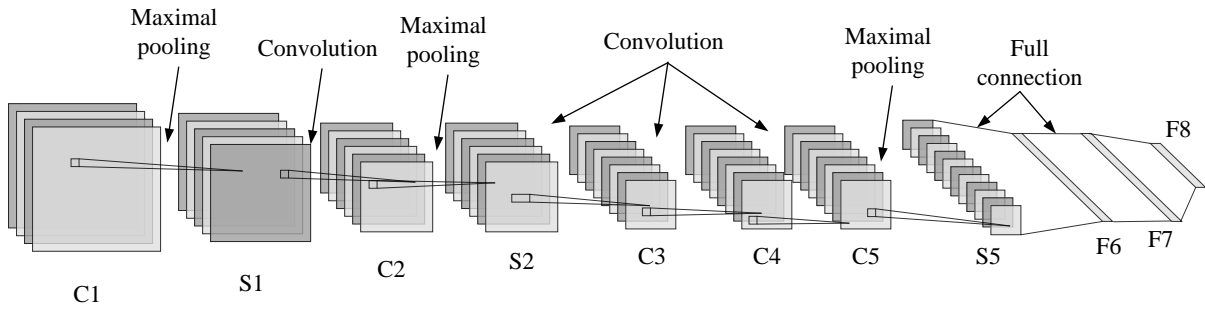 Maximal
pooling
Convolution
Maximal
pooling
Convolution
Maximal
pooling
Full
connection
F8
C1
S1
C2
S2
C3
C4
C5
S5
F6
F7